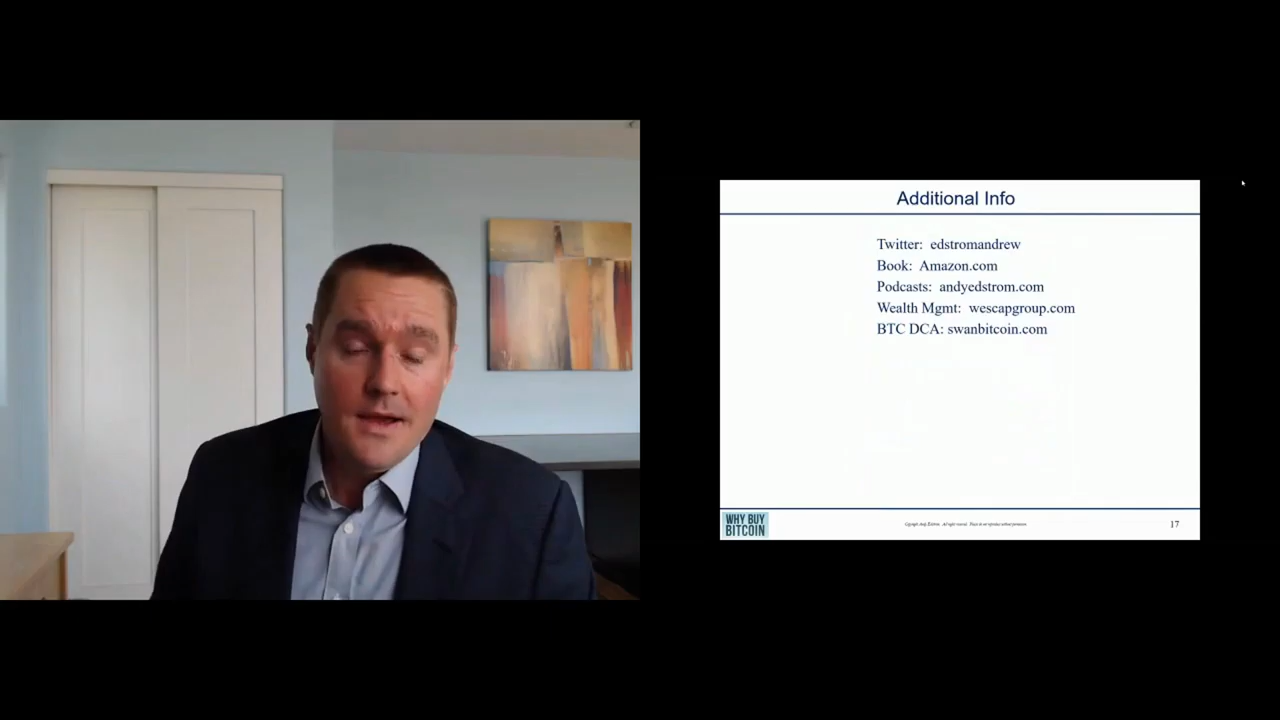 Additional Info
Twitter: edstromandrew
Book: Amazon.com
Podcasts: andyedstrom.com
Wealth Mgmt: wescapgroup.com
BTC DCA: swanbitcoin.com
WHY BUY
BITCOIN
17